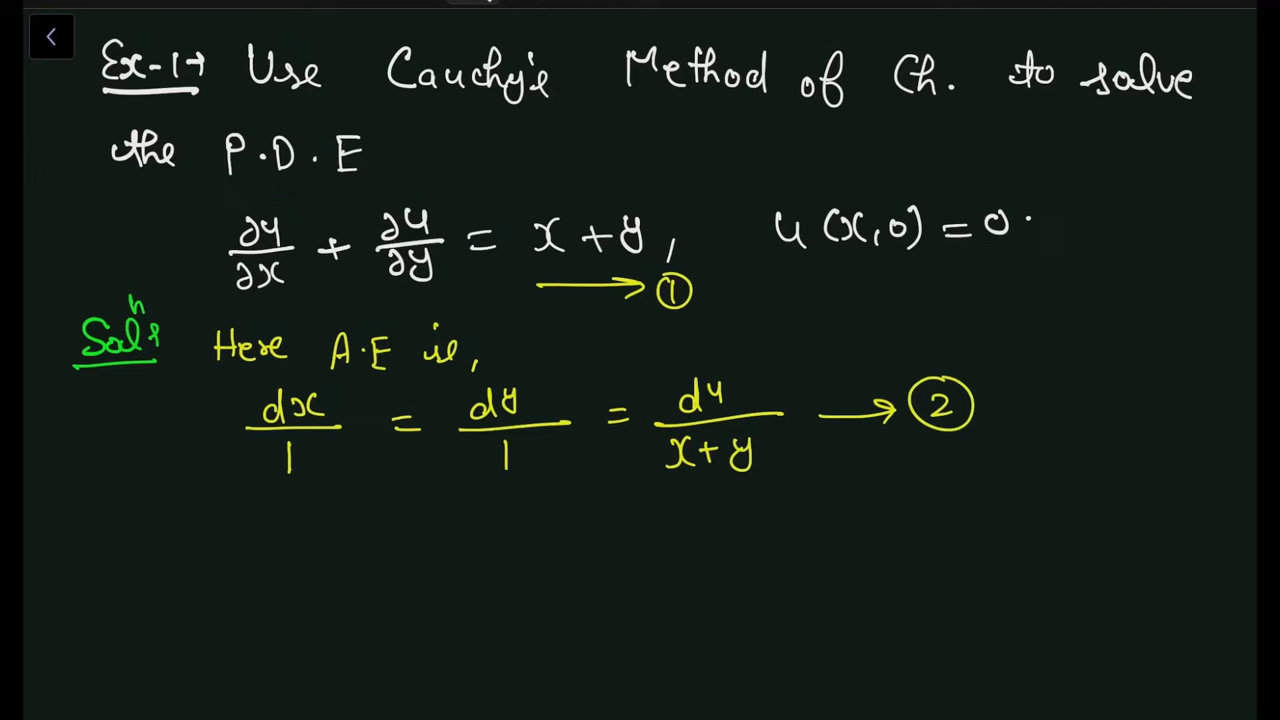 Ex-1→ Use Cauchy's Method of Ch. to solve
the P.D.E
∂u/∂x + ∂u/∂y = x+y, u(x,0)=0.
→ ①
Solⁿ: Here A.E is,
dx/1 = dy/1 = du/x+y → ②